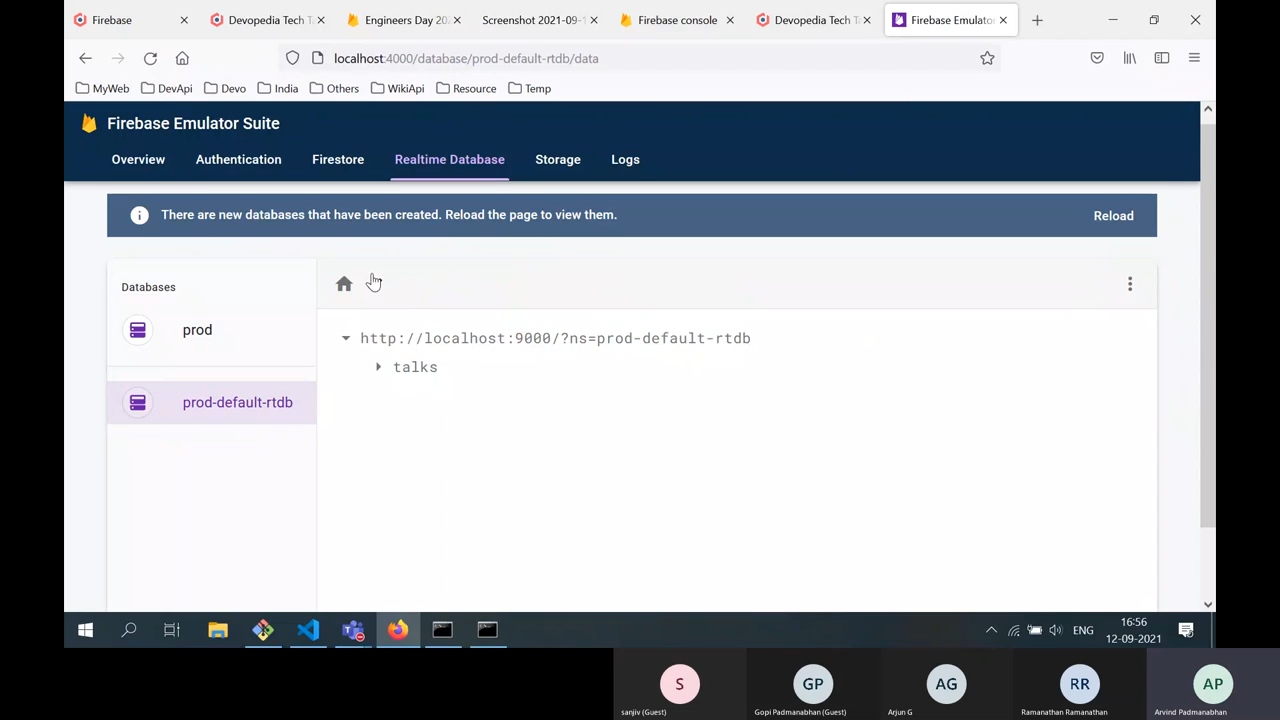 Firebase
Devopedia Tech T
Engineers Day 20
Screenshot 2021-09-1
Firebase console
Devopedia Tech T
Firebase Emulator
localhost:4000/database/prod-default-rtdb/data
MyWeb
DevApi
Devo
India
Others
WikiApi
Resource
Temp
Firebase Emulator Suite
Overview
Authentication
Firestore
Realtime Database
Storage
Logs
There are new databases that have been created. Reload the page to view them.
Reload
Databases
prod
prod-default-rtdb
http://localhost:9000/?ns=prod-default-rtdb
talks
ENG
16:56
12-09-2021
S
GP
AG
RR
AP
sanjiv (Guest)
Gopi Padmanabhan (Guest)
Arjun G
Ramanathan Ramanathan
Arvind Padmanabhan